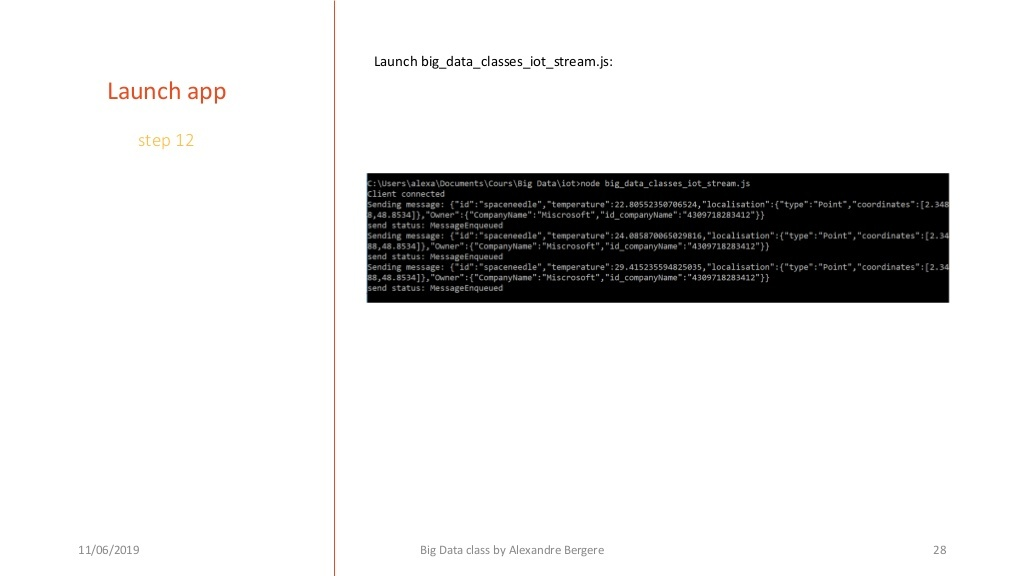 Launch app
step 12
Launch big_data_classes_iot_stream.js:
C:\Users\alexa\Documents\Cours\Big Data\iot>node big_data_classes_iot_stream.js
Client connected
Sending message: {"id":"spaceneedle","temperature":22.80552350706524,"localisation":{"type":"Point","coordinates":[2.348
8,48.8534]},"Owner":{"CompanyName":"Miscrosoft","id_companyName":"4309718283412"}}
send status: MessageEnqueued
Sending message: {"id":"spaceneedle","temperature":24.085870065029816,"localisation":{"type":"Point","coordinates":[2.34
88,48.8534]},"Owner":{"CompanyName":"Miscrosoft","id_companyName":"4309718283412"}}
send status: MessageEnqueued
Sending message: {"id":"spaceneedle","temperature":29.415235594825035,"localisation":{"type":"Point","coordinates":[2.34
88,48.8534]},"Owner":{"CompanyName":"Miscrosoft","id_companyName":"4309718283412"}}
send status: MessageEnqueued
11/06/2019
Big Data class by Alexandre Bergere
28